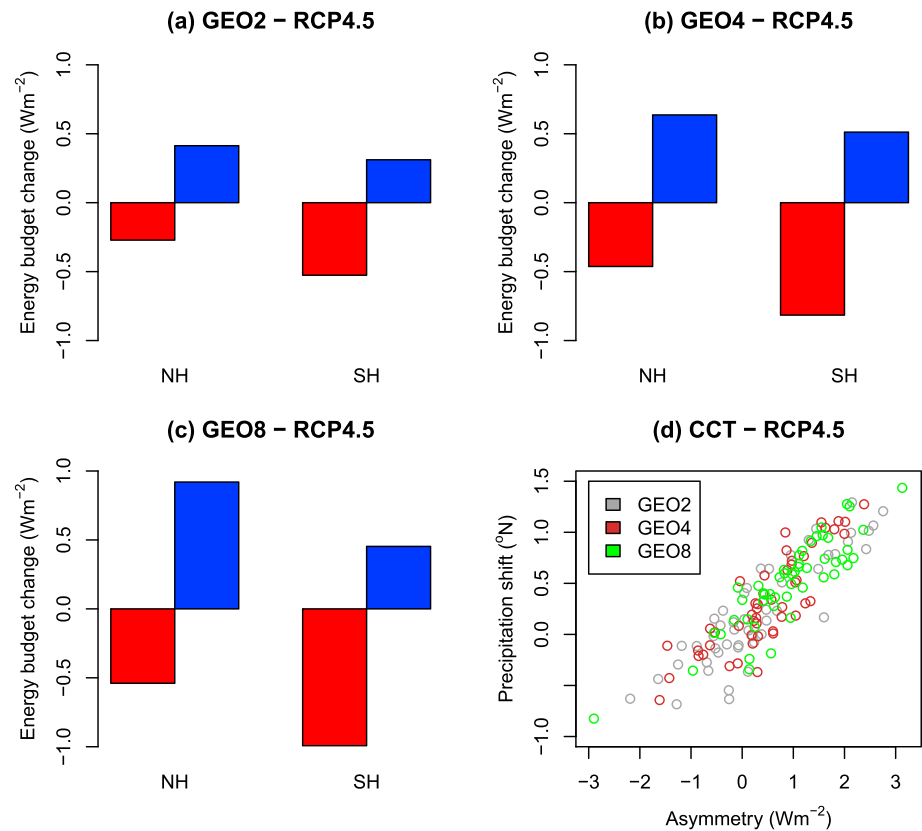 (a) GEO2 − RCP4.5
Energy budget change (Wm⁻²)
1.0
0.5
0.0
−0.5
−1.0
NH SH
(b) GEO4 − RCP4.5
Energy budget change (Wm⁻²)
1.0
0.5
0.0
−0.5
−1.0
NH SH
(c) GEO8 − RCP4.5
Energy budget change (Wm⁻²)
1.0
0.5
0.0
−0.5
−1.0
NH SH
(d) CCT − RCP4.5
Precipitation shift (°N)
1.5
1.0
0.5
0.0
−1.0
GEO2
GEO4
GEO8
−3 −2 −1 0 1 2 3
Asymmetry (Wm⁻²)